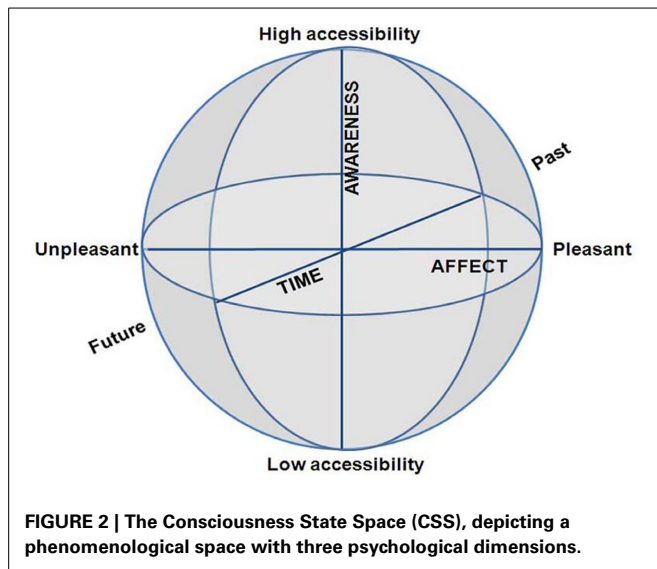 High accessibility
AWARENESS
Past
Unpleasant
Pleasant
AFFECT
TIME
Future
Low accessibility
FIGURE 2 | The Consciousness State Space (CSS), depicting a
phenomenological space with three psychological dimensions.